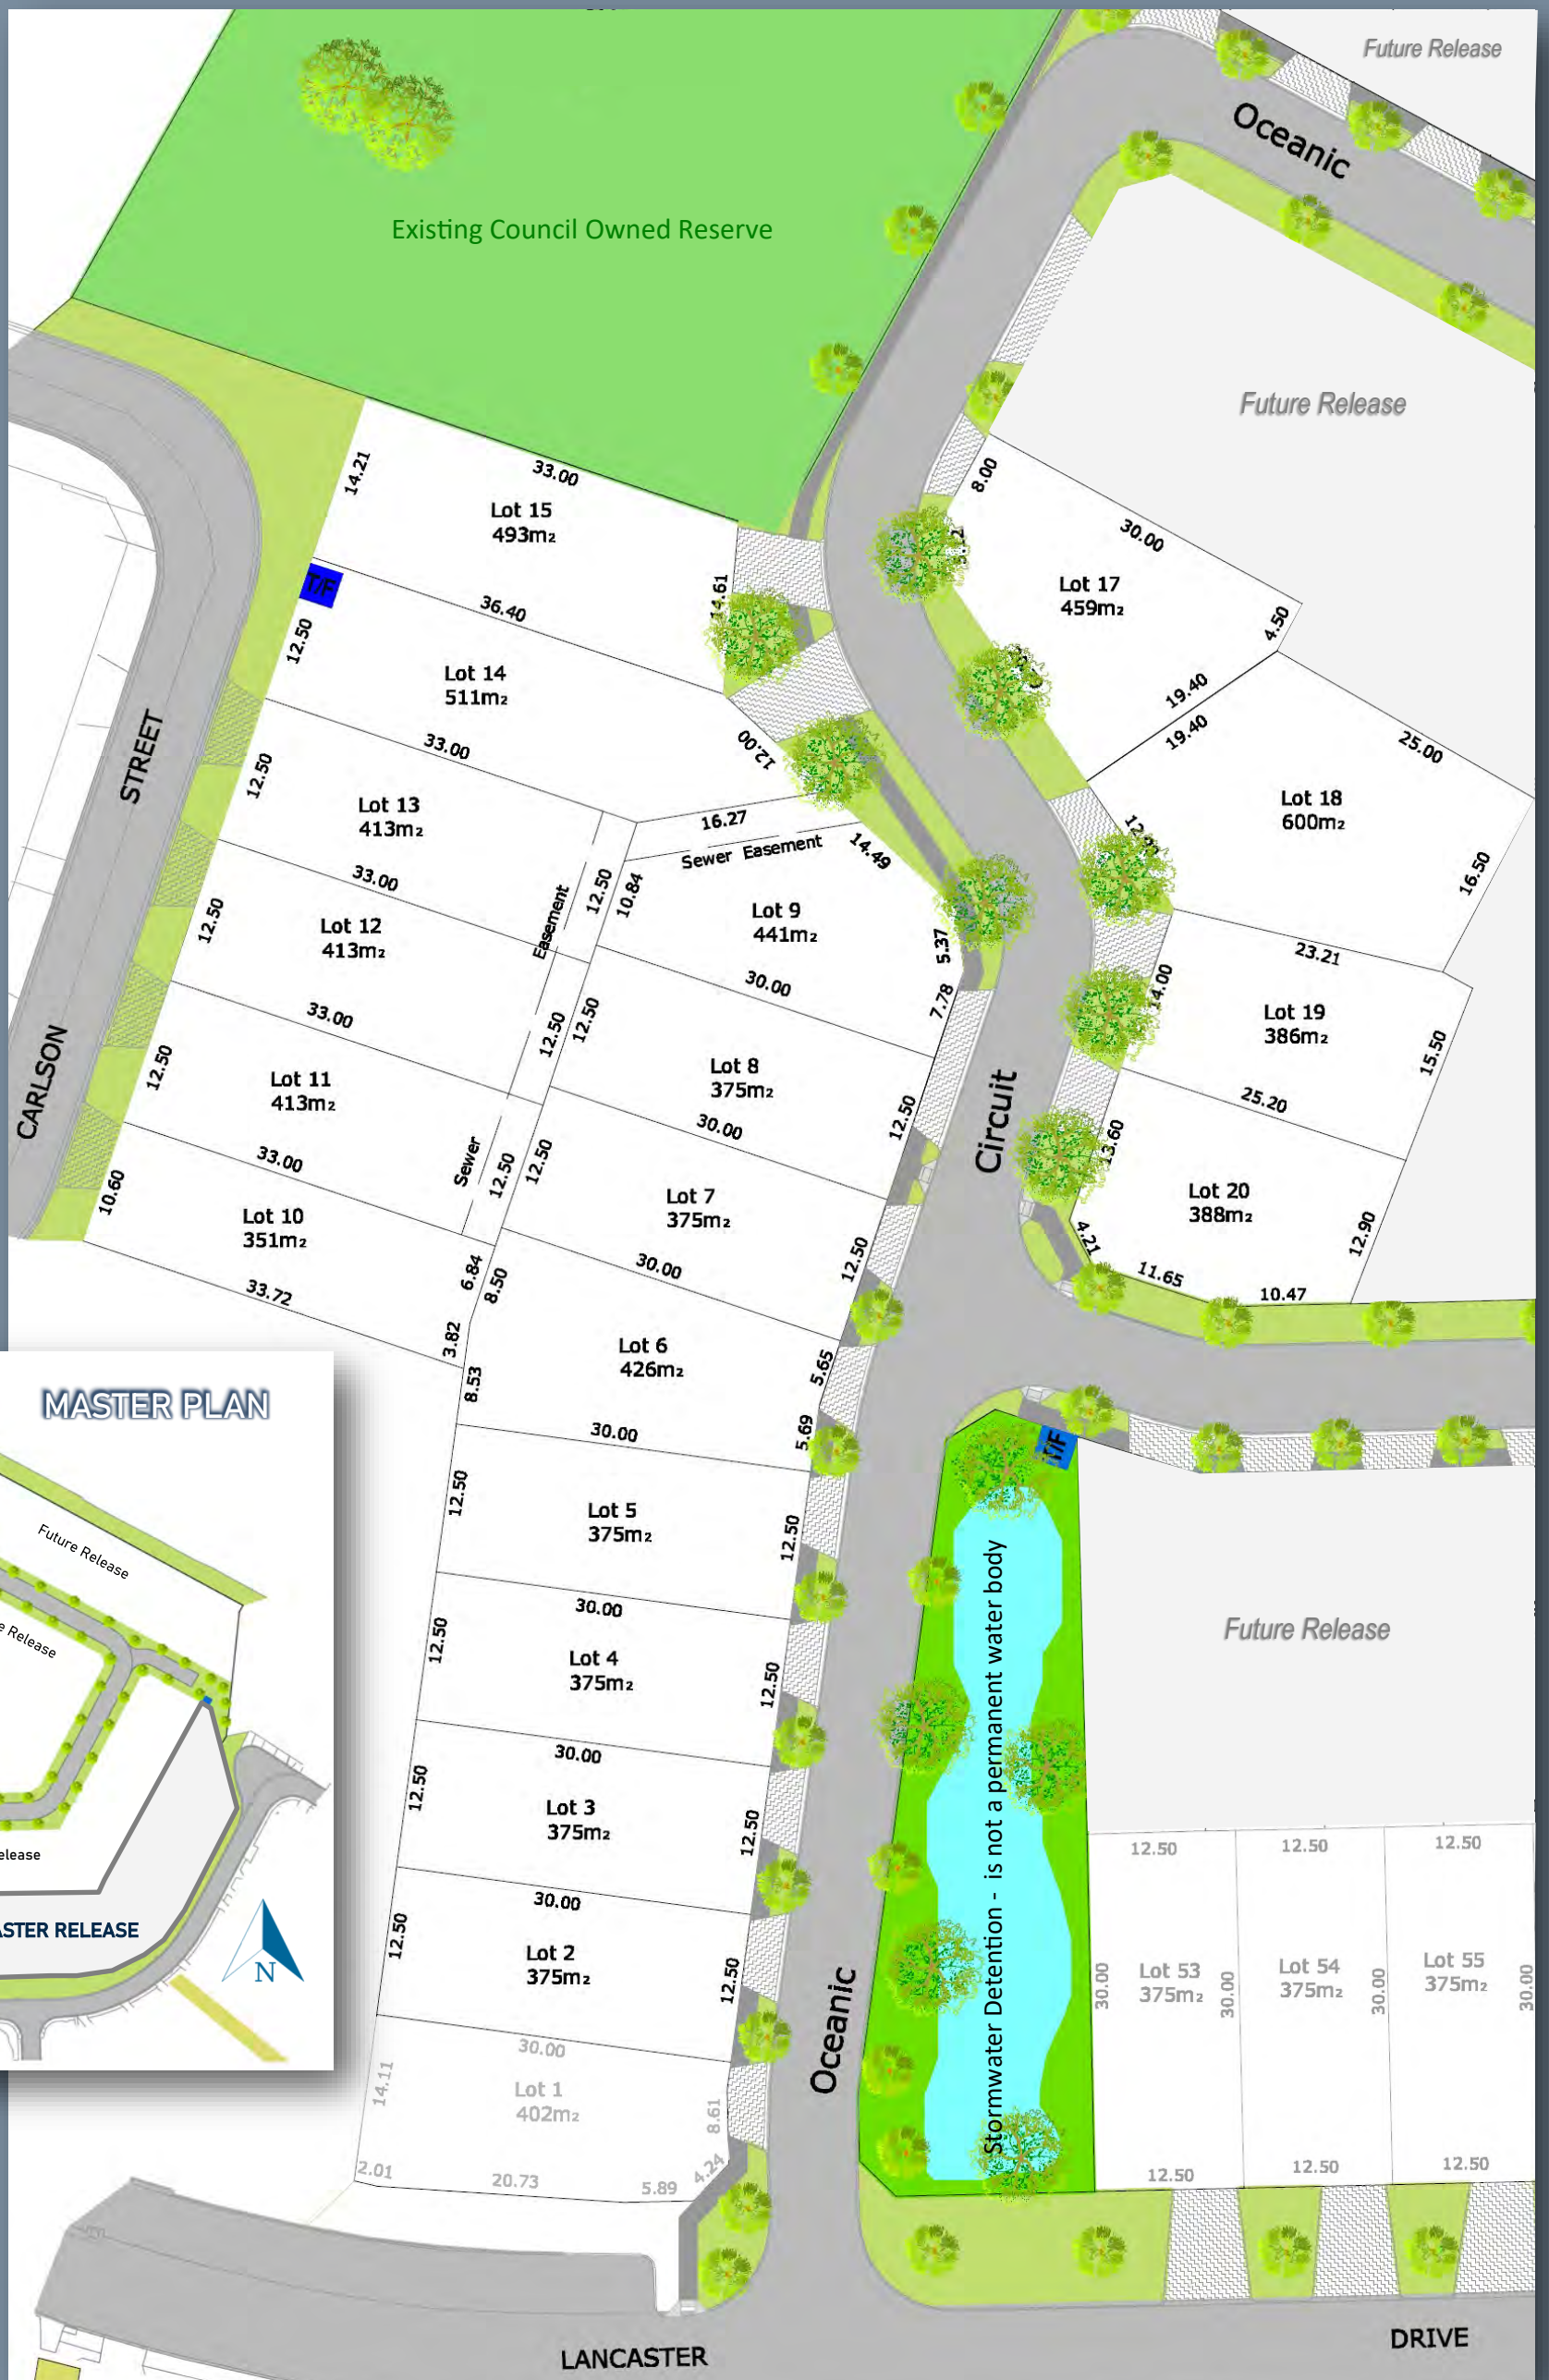 Future Release
Oceanic
Existing Council Owned Reserve
Future Release
14.21
33.00
Lot 15
493m₂
14.61
8.00
30.00
Lot 17
459m₂
4.50
19.40
T/F
36.40
12.50
Lot 14
511m₂
12.00
19.40
25.00
Lot 18
600m₂
16.50
STREET
33.00
12.50
Lot 13
413m₂
16.27
Sewer Easement
14.49
12.50
10.84
Easement
33.00
12.50
Lot 12
413m₂
Lot 9
441m₂
5.37
7.78
30.00
23.21
14.00
Lot 19
386m₂
15.50
CARLSON
33.00
12.50
Lot 11
413m₂
12.50
12.50
Lot 8
375m₂
12.50
30.00
Circuit
25.20
13.60
Lot 20
388m₂
12.90
4.21
11.65
10.47
33.00
Sewer
12.50
12.50
10.60
Lot 10
351m₂
6.84
8.50
33.72
3.82
Lot 7
375m₂
12.50
30.00
Lot 6
426m₂
5.65
8.53
30.00
5.69
T/F
12.50
Lot 5
375m₂
12.50
30.00
12.50
Lot 4
375m₂
12.50
30.00
12.50
Lot 3
375m₂
12.50
30.00
12.50
Lot 2
375m₂
12.50
30.00
14.11
Lot 1
402m₂
8.61
4.24
2.01
20.73
5.89
Oceanic
Stormwater Detention - is not a permanent water body
Future Release
12.50
12.50
12.50
30.00
Lot 53
375m₂
30.00
Lot 54
375m₂
30.00
Lot 55
375m₂
30.00
12.50
12.50
12.50
MASTER PLAN
Future Release
e Release
elease
ASTER RELEASE
N
LANCASTER
DRIVE